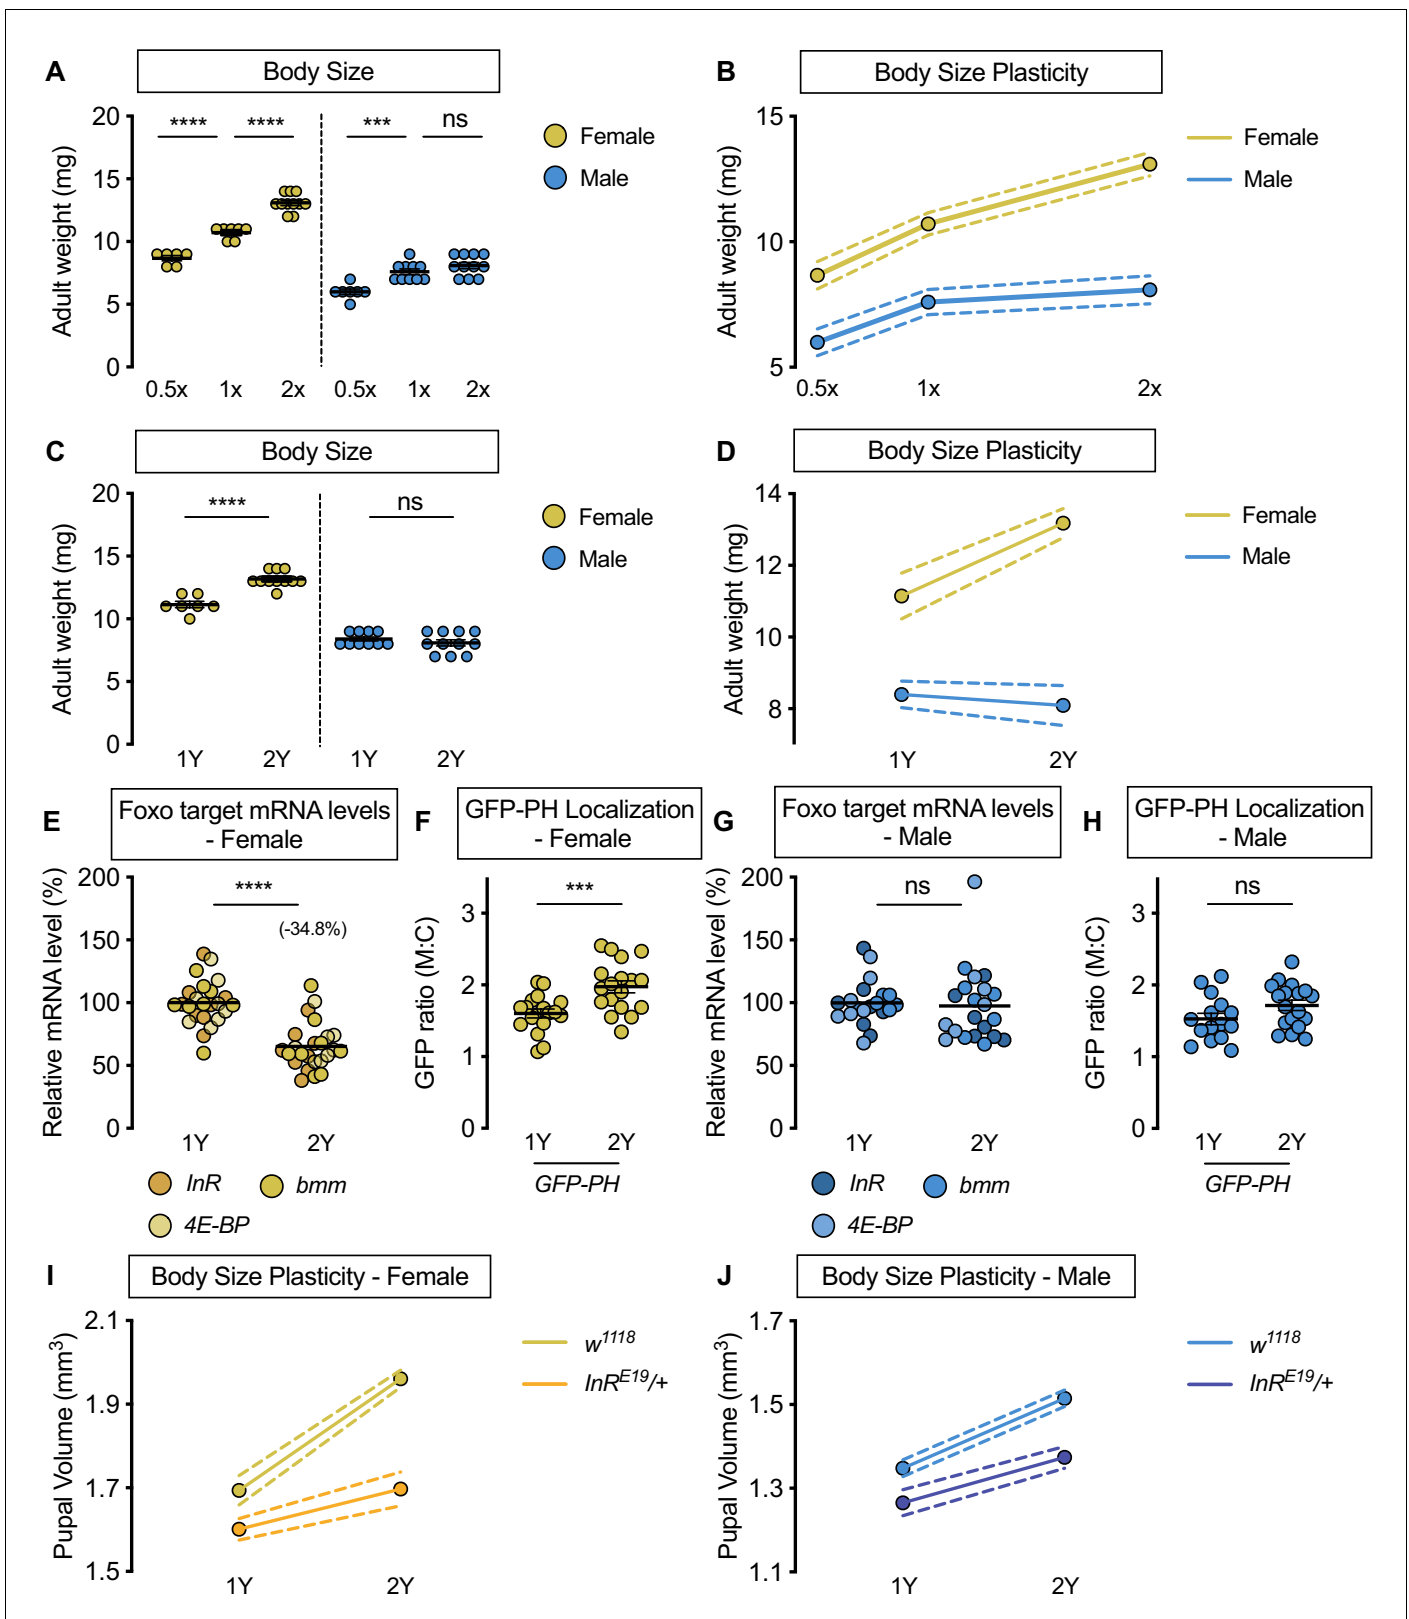 A
Body Size
Adult weight (mg)
20
15
10
5
0
****
****
***
ns
0.5x
1x
2x
0.5x
1x
2x
Female
Male
B
Body Size Plasticity
Adult weight (mg)
15
10
5
0.5x
1x
2x
Female
Male
C
Body Size
Adult weight (mg)
20
15
10
5
0
****
ns
1Y
2Y
1Y
2Y
Female
Male
D
Body Size Plasticity
Adult weight (mg)
14
12
10
8
1Y
2Y
Female
Male
E
Foxo target mRNA levels
- Female
Relative mRNA level (%)
200
150
100
50
0
****
(-34.8%)
1Y
2Y
InR
bmm
4E-BP
F
GFP-PH Localization
- Female
GFP ratio (M:C)
3
2
1
0
***
1Y
2Y
GFP-PH
G
Foxo target mRNA levels
- Male
Relative mRNA level (%)
200
150
100
50
0
ns
1Y
2Y
InR
bmm
4E-BP
H
GFP-PH Localization
- Male
GFP ratio (M:C)
3
2
1
0
ns
1Y
2Y
GFP-PH
I
Body Size Plasticity - Female
Pupal Volume (mm³)
2.1
1.9
1.7
1.5
1Y
2Y
w¹¹¹⁸
InRᴱ¹⁹/+
J
Body Size Plasticity - Male
Pupal Volume (mm³)
1.7
1.5
1.3
1.1
1Y
2Y
w¹¹¹⁸
InRᴱ¹⁹/+